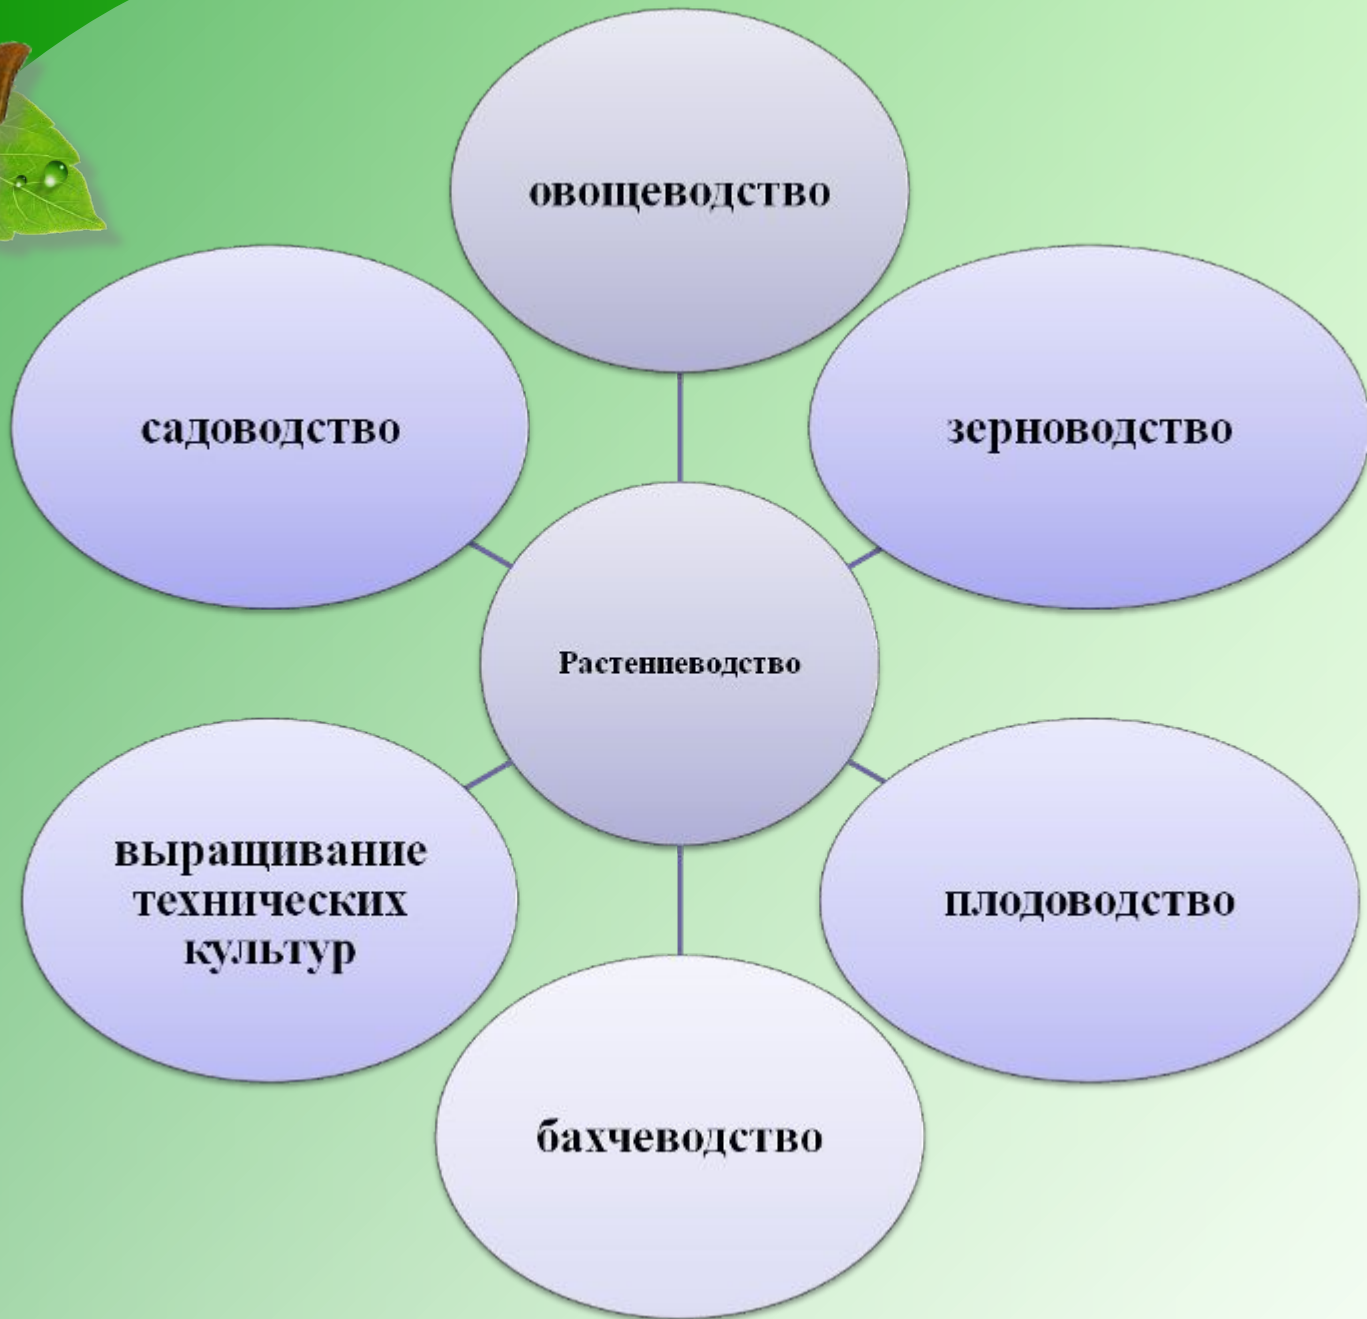 овощеводство
садоводство
зерноводство
Растениеводство
выращивание
технических
культур
плодоводство
бахчеводство